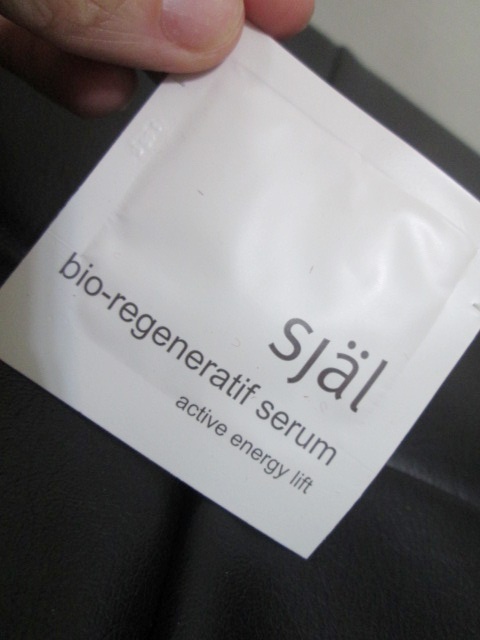 själ
bio-regeneratif serum
active energy lift